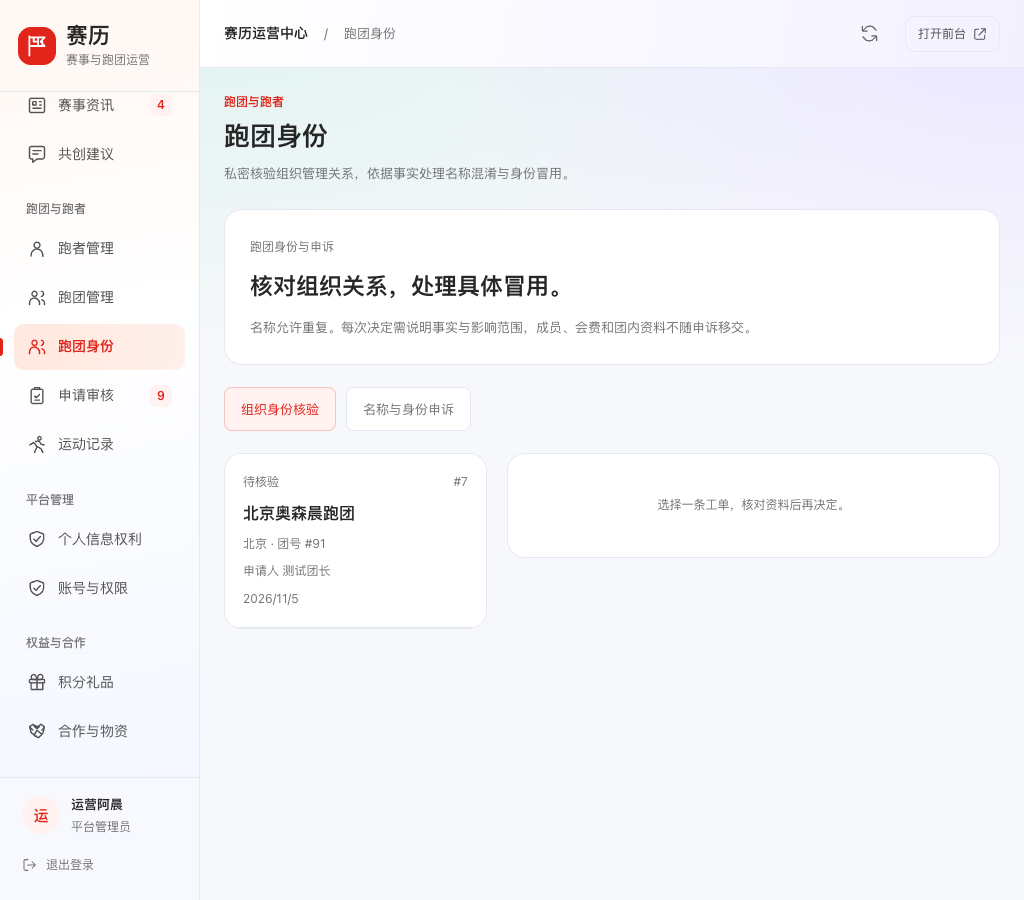 赛历
赛事与跑团运营
赛事资讯 4
共创建议
跑团与跑者
跑者管理
跑团管理
跑团身份
申请审核 9
运动记录
平台管理
个人信息权利
账号与权限
权益与合作
积分礼品
合作与物资
运
运营阿晨
平台管理员
退出登录
赛历运营中心 / 跑团身份
打开前台
跑团与跑者
跑团身份
私密核验组织管理关系，依据事实处理名称混淆与身份冒用。
跑团身份与申诉
核对组织关系，处理具体冒用。
名称允许重复。每次决定需说明事实与影响范围，成员、会费和团内资料不随申诉移交。
组织身份核验 名称与身份申诉
待核验 #7
北京奥森晨跑团
北京 · 团号 #91
申请人 测试团长
2026/11/5
选择一条工单，核对资料后再决定。